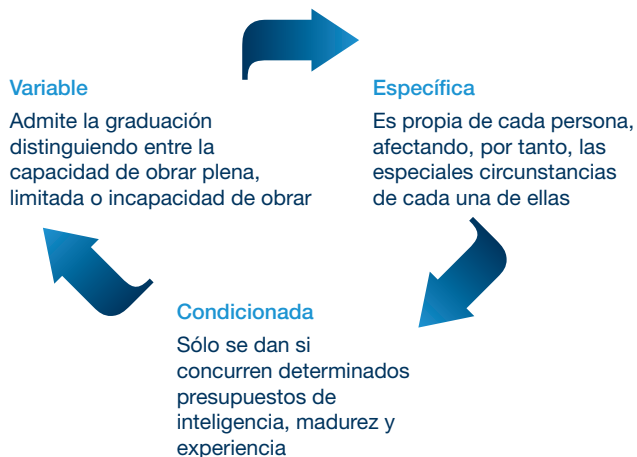 Variable
Admite la graduación
distinguiendo entre la
capacidad de obrar plena,
limitada o incapacidad de obrar
Específica
Es propia de cada persona,
afectando, por tanto, las
especiales circunstancias
de cada una de ellas
Condicionada
Sólo se dan si
concurren determinados
presupuestos de
inteligencia, madurez y
experiencia